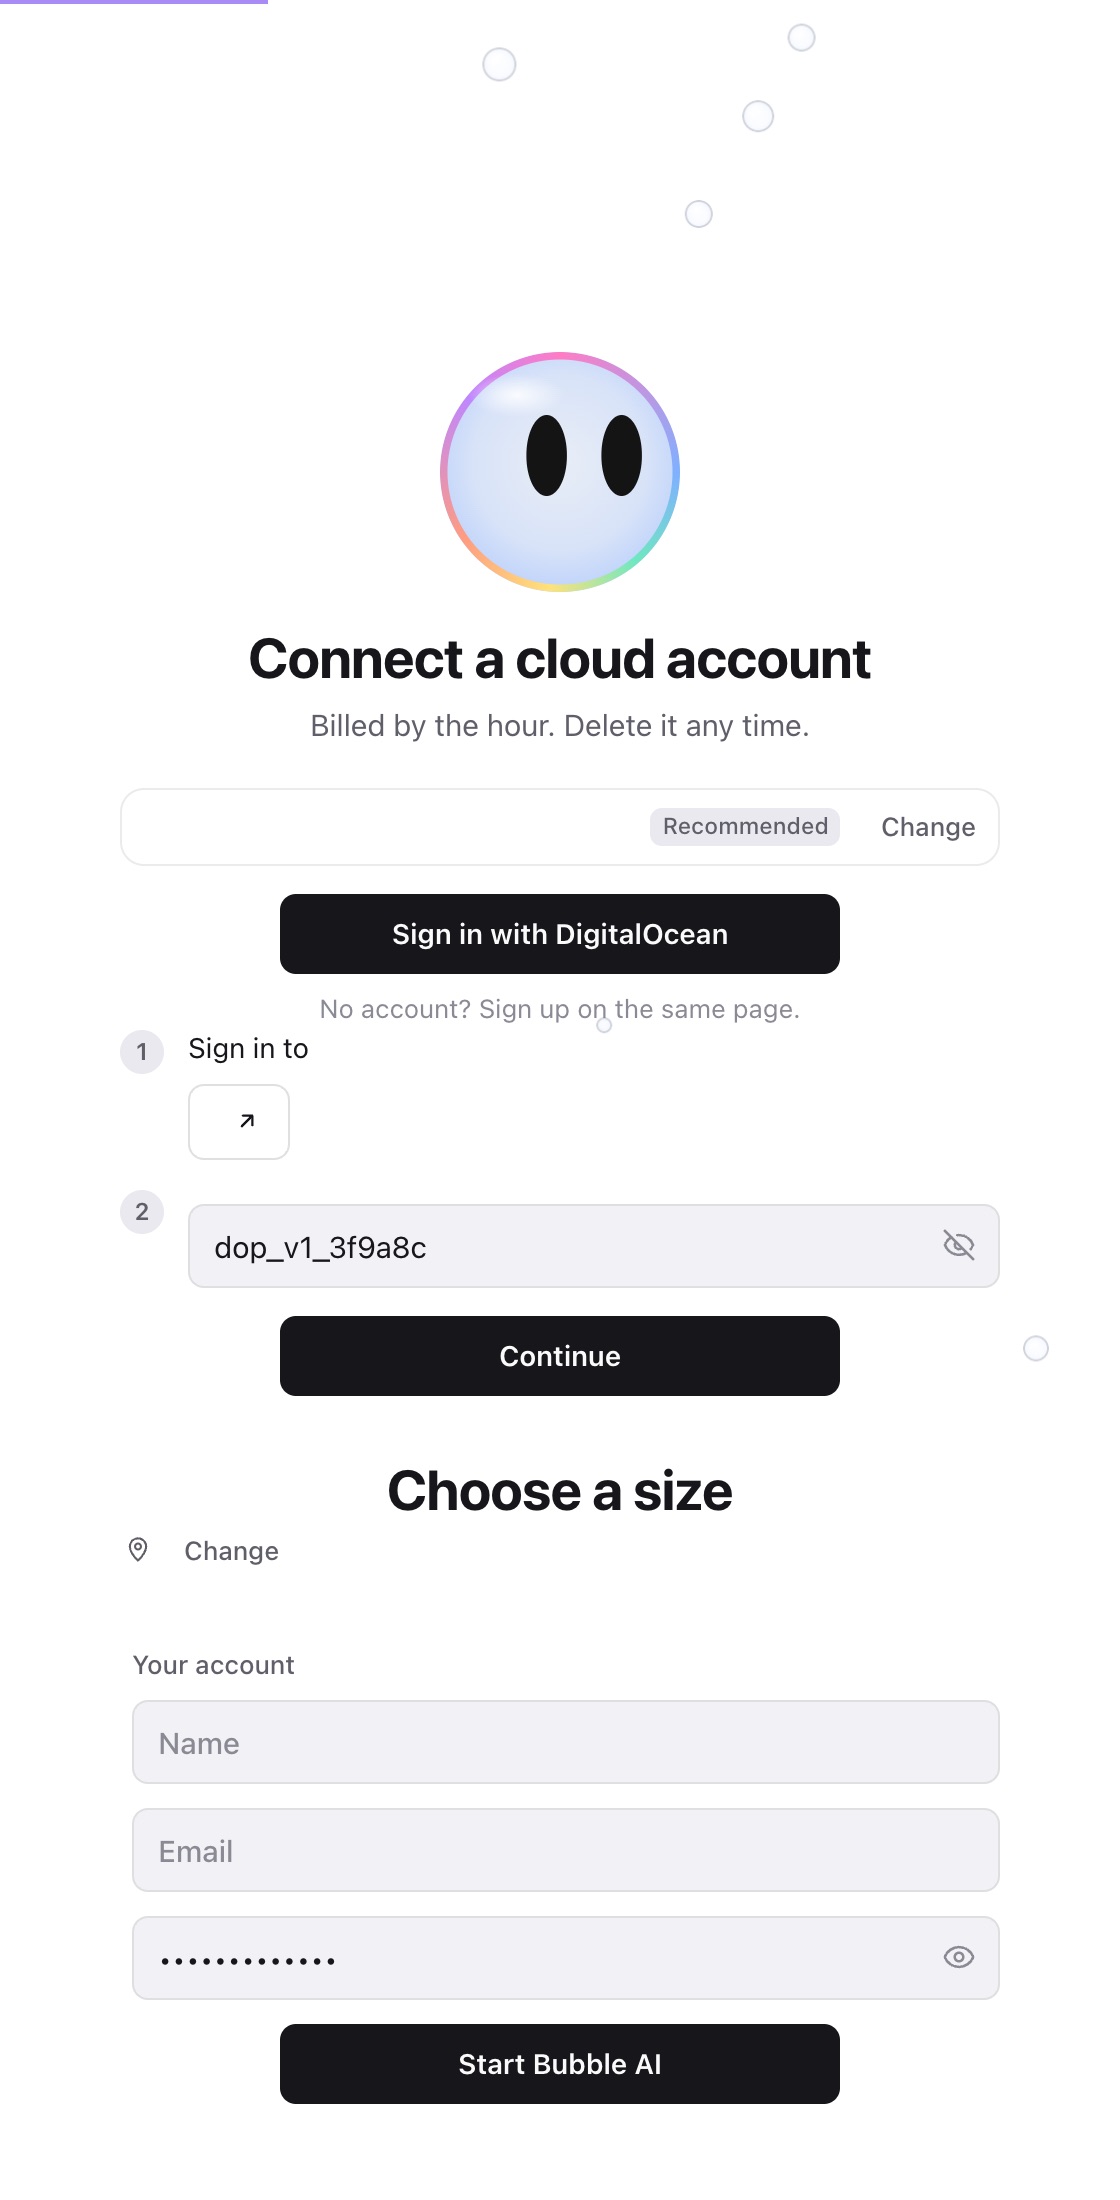 Connect a cloud account
Billed by the hour. Delete it any time.
Recommended
Change
Sign in with DigitalOcean
No account? Sign up on the same page.
1
Sign in to
2
dop_v1_3f9a8c
Continue
Choose a size
Change
Your account
Name
Email
•••••••••••••
Start Bubble AI